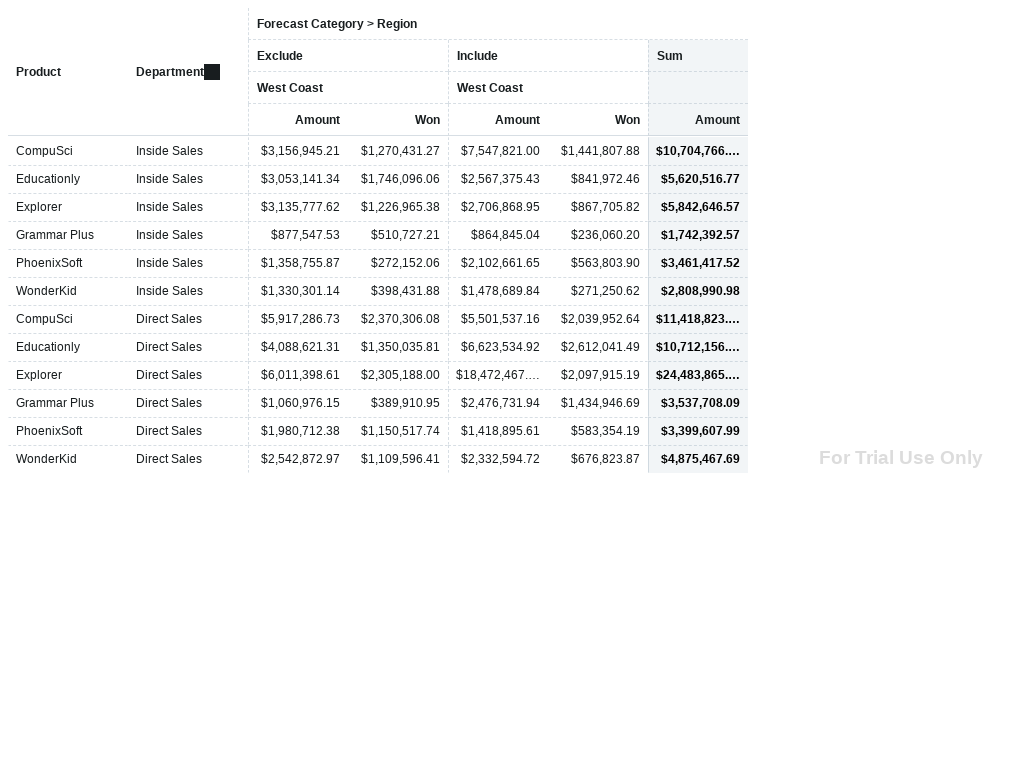 Forecast Category > Region
Exclude Include Sum
Product Department
West Coast West Coast
Amount Won Amount Won Amount
CompuSci Inside Sales $3,156,945.21 $1,270,431.27 $7,547,821.00 $1,441,807.88 $10,704,766.…
Educationly Inside Sales $3,053,141.34 $1,746,096.06 $2,567,375.43 $841,972.46 $5,620,516.77
Explorer Inside Sales $3,135,777.62 $1,226,965.38 $2,706,868.95 $867,705.82 $5,842,646.57
Grammar Plus Inside Sales $877,547.53 $510,727.21 $864,845.04 $236,060.20 $1,742,392.57
PhoenixSoft Inside Sales $1,358,755.87 $272,152.06 $2,102,661.65 $563,803.90 $3,461,417.52
WonderKid Inside Sales $1,330,301.14 $398,431.88 $1,478,689.84 $271,250.62 $2,808,990.98
CompuSci Direct Sales $5,917,286.73 $2,370,306.08 $5,501,537.16 $2,039,952.64 $11,418,823.…
Educationly Direct Sales $4,088,621.31 $1,350,035.81 $6,623,534.92 $2,612,041.49 $10,712,156.…
Explorer Direct Sales $6,011,398.61 $2,305,188.00 $18,472,467.… $2,097,915.19 $24,483,865.…
Grammar Plus Direct Sales $1,060,976.15 $389,910.95 $2,476,731.94 $1,434,946.69 $3,537,708.09
PhoenixSoft Direct Sales $1,980,712.38 $1,150,517.74 $1,418,895.61 $583,354.19 $3,399,607.99
WonderKid Direct Sales $2,542,872.97 $1,109,596.41 $2,332,594.72 $676,823.87 $4,875,467.69
For Trial Use Only